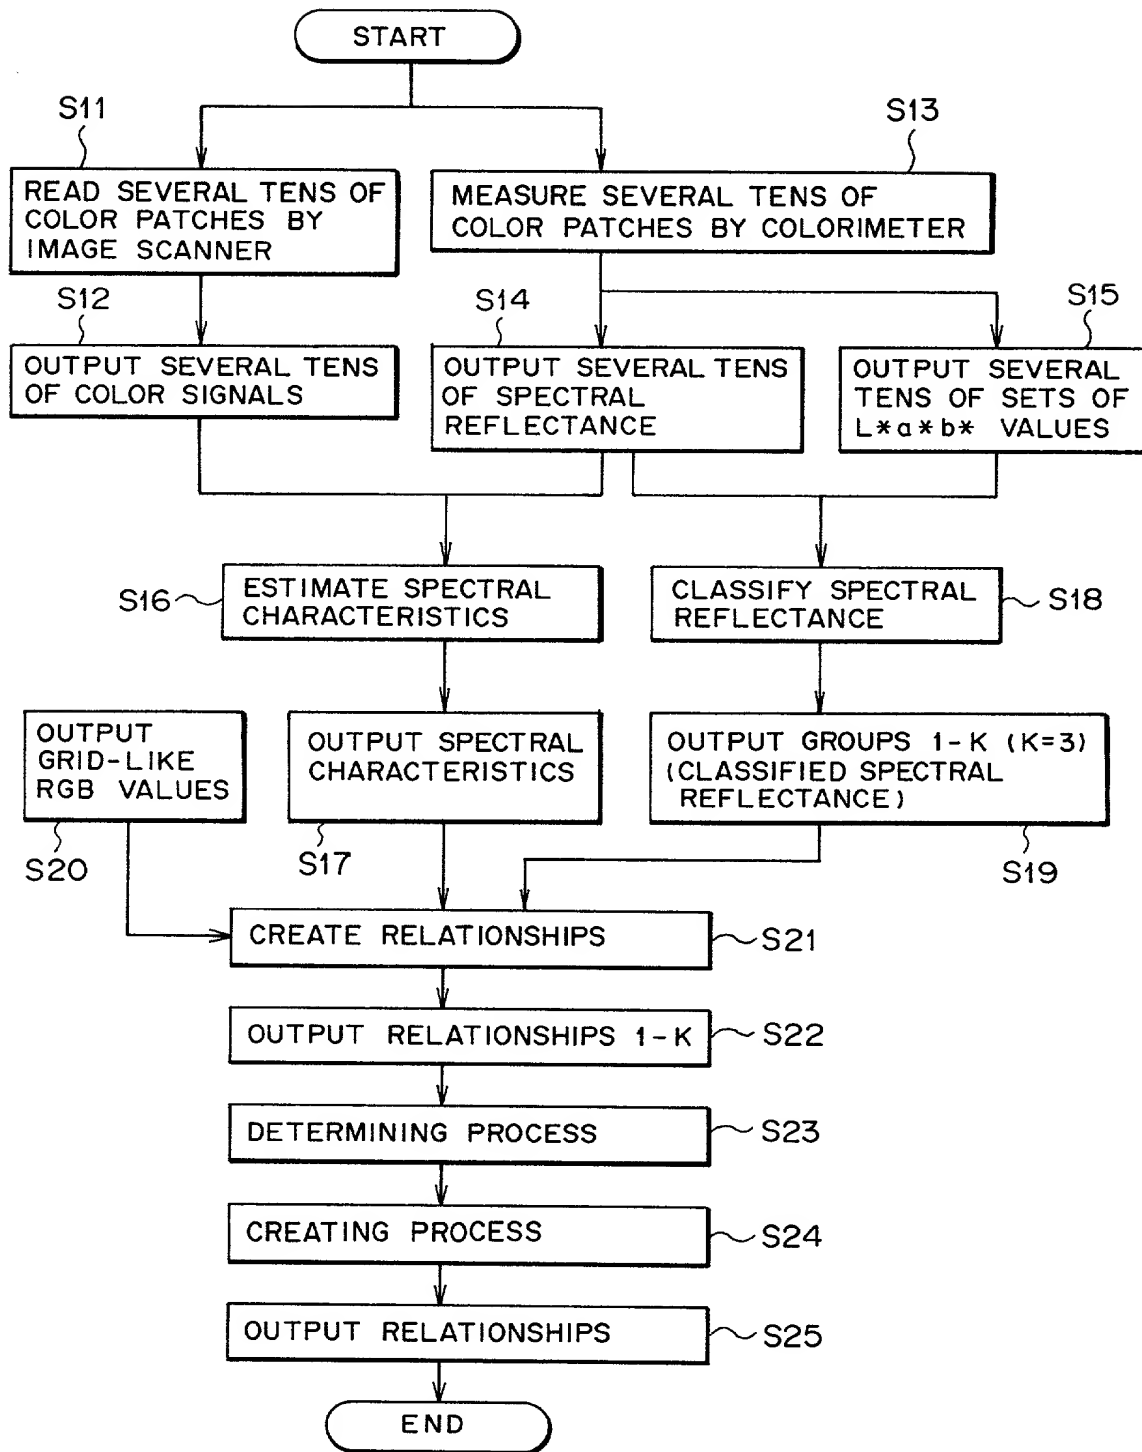 START
S11
S13
READ SEVERAL TENS OF
COLOR PATCHES BY
IMAGE SCANNER
MEASURE SEVERAL TENS OF
COLOR PATCHES BY COLORIMETER
S12
S14
S15
OUTPUT SEVERAL TENS
OF COLOR SIGNALS
OUTPUT SEVERAL TENS
OF SPECTRAL
REFLECTANCE
OUTPUT SEVERAL
TENS OF SETS OF
L*a*b* VALUES
S16
ESTIMATE SPECTRAL
CHARACTERISTICS
CLASSIFY SPECTRAL
REFLECTANCE
S18
OUTPUT
GRID-LIKE
RGB VALUES
OUTPUT SPECTRAL
CHARACTERISTICS
OUTPUT GROUPS 1-K (K=3)
(CLASSIFIED SPECTRAL
REFLECTANCE)
S20
S17
S19
CREATE RELATIONSHIPS
S21
OUTPUT RELATIONSHIPS 1-K
S22
DETERMINING PROCESS
S23
CREATING PROCESS
S24
OUTPUT RELATIONSHIPS
S25
END